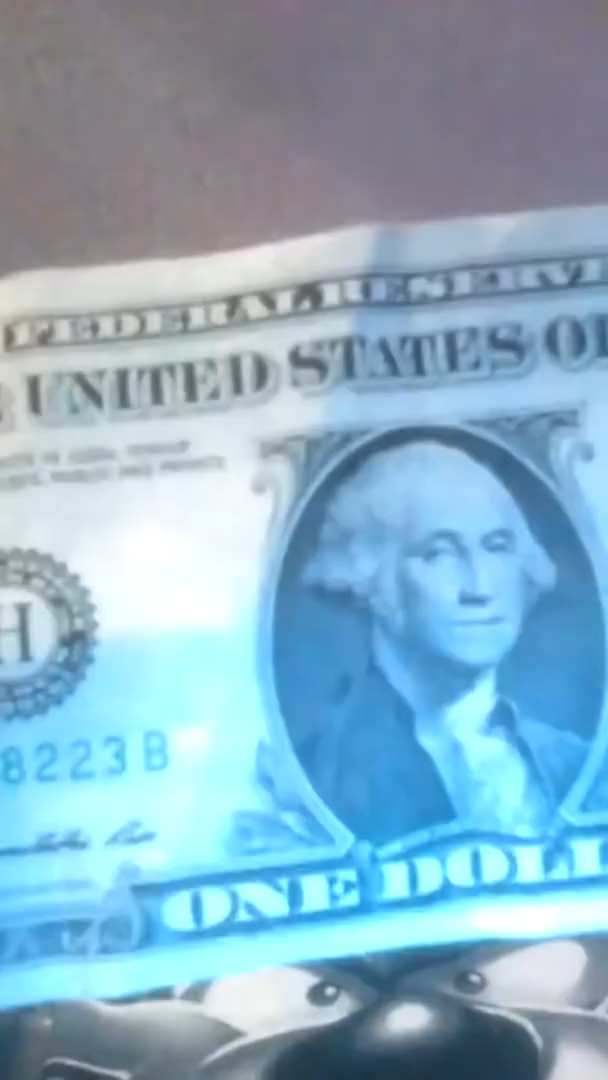 FEDERAL RESERVE
UNITED STATES OF
H
8223 B
ONE DOLL